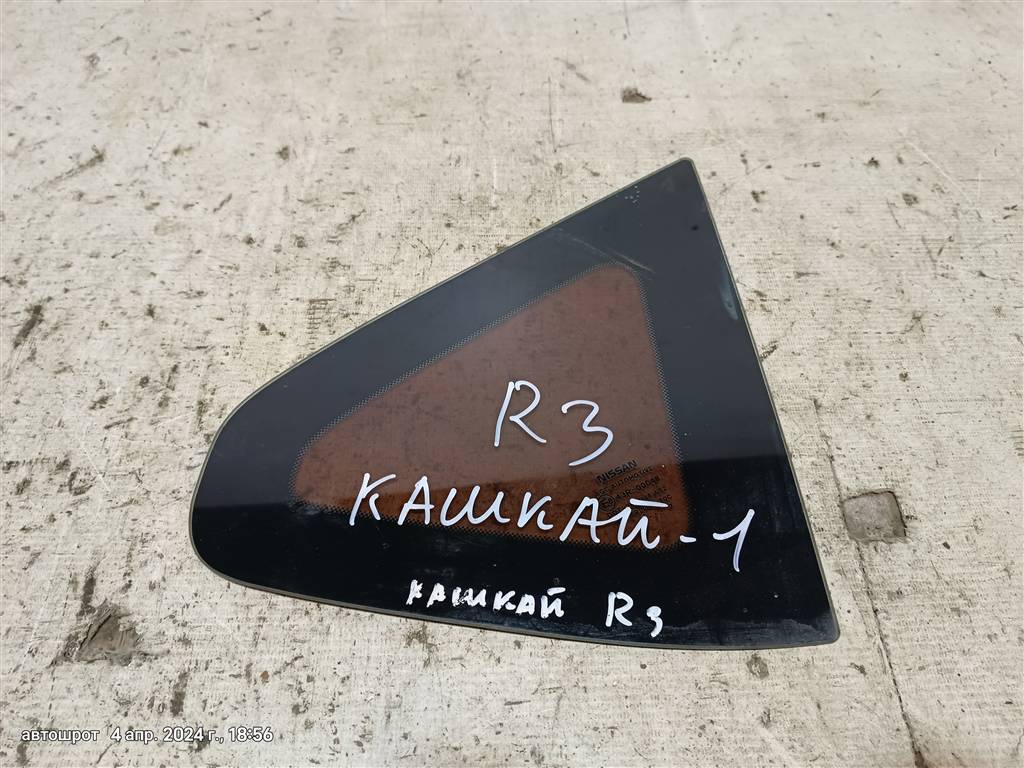 R3
КАШКАЙ-1
NISSAN
КАШКАЙ R3
автошрот 4 апр. 2024 г., 18:56